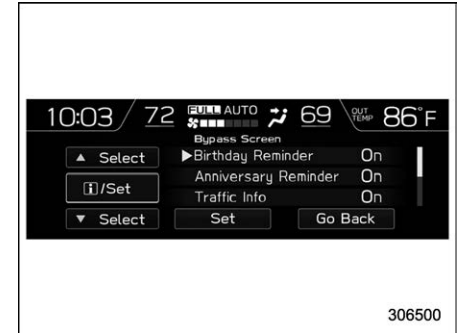 10:03 72 FULL AUTO 69 OUT TEMP 86°F
Bypass Screen
▲ Select ▶Birthday Reminder On
Anniversary Reminder On
i/Set
Traffic Info On
▼ Select Set Go Back
306500